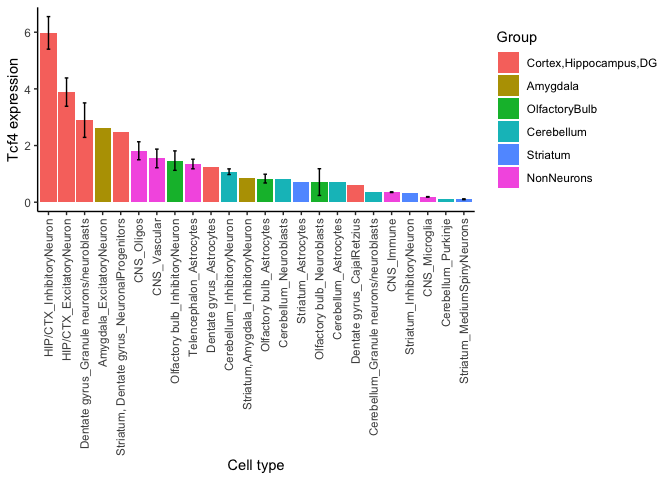 Tcf4 expression
6
4
2
0
HIP/CTX_InhibitoryNeuron
HIP/CTX_ExcitatoryNeuron
Dentate gyrus_Granule neurons/neuroblasts
Amygdala_ExcitatoryNeuron
Striatum, Dentate gyrus_NeuronalProgenitors
CNS_Oligos
CNS_Vascular
Olfactory bulb_InhibitoryNeuron
Telencephalon_Astrocytes
Dentate gyrus_Astrocytes
Cerebellum_InhibitoryNeuron
Striatum,Amygdala_InhibitoryNeuron
Olfactory bulb_Astrocytes
Cerebellum_Neuroblasts
Striatum_Astrocytes
Olfactory bulb_Neuroblasts
Cerebellum_Astrocytes
Dentate gyrus_CajalRetzius
Cerebellum_Granule neurons/neuroblasts
CNS_Immune
Striatum_InhibitoryNeuron
CNS_Microglia
Cerebellum_Purkinje
Striatum_MediumSpinyNeurons
Cell type
Group
Cortex,Hippocampus,DG
Amygdala
OlfactoryBulb
Cerebellum
Striatum
NonNeurons